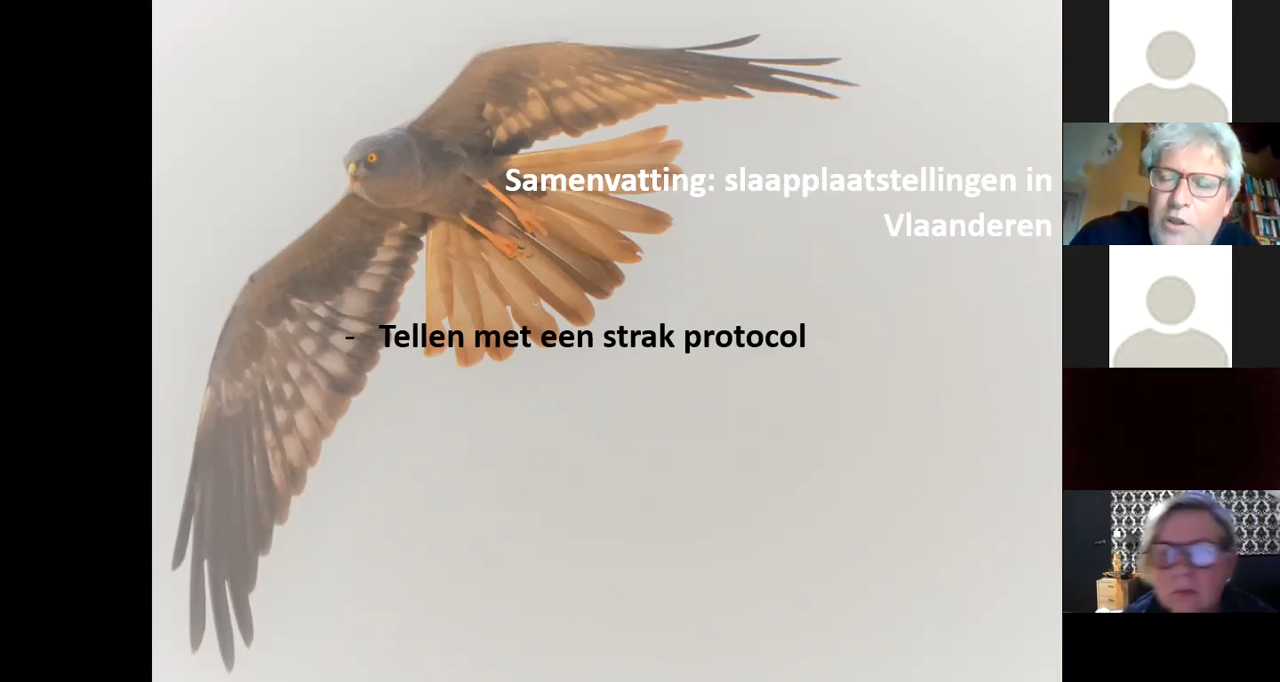 Samenvatting: slaapplaatstellingen in
Vlaanderen
- Tellen met een strak protocol